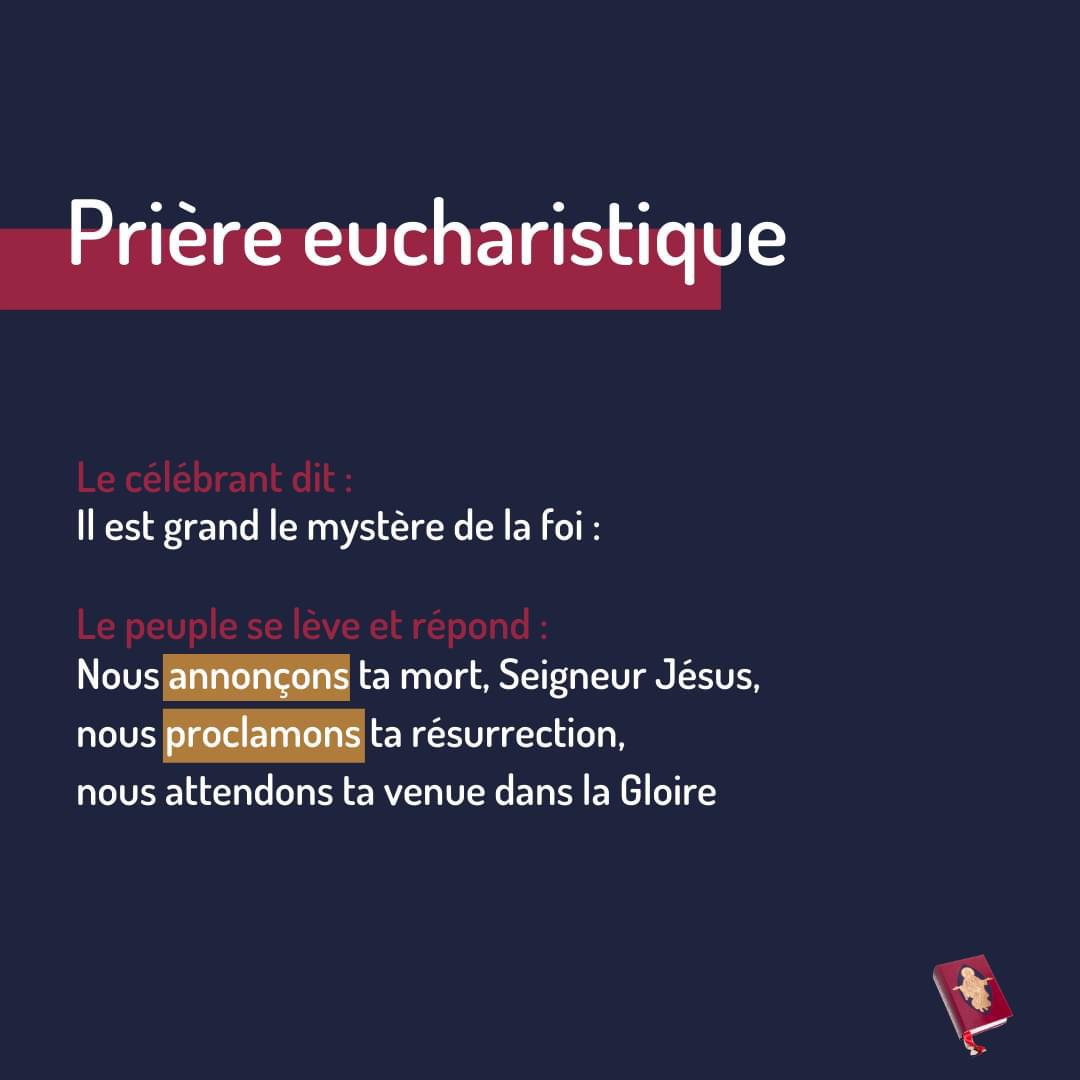 Prière eucharistique
Le célébrant dit :
Il est grand le mystère de la foi :
Le peuple se lève et répond :
Nous annonçons ta mort, Seigneur Jésus,
nous proclamons ta résurrection,
nous attendons ta venue dans la Gloire